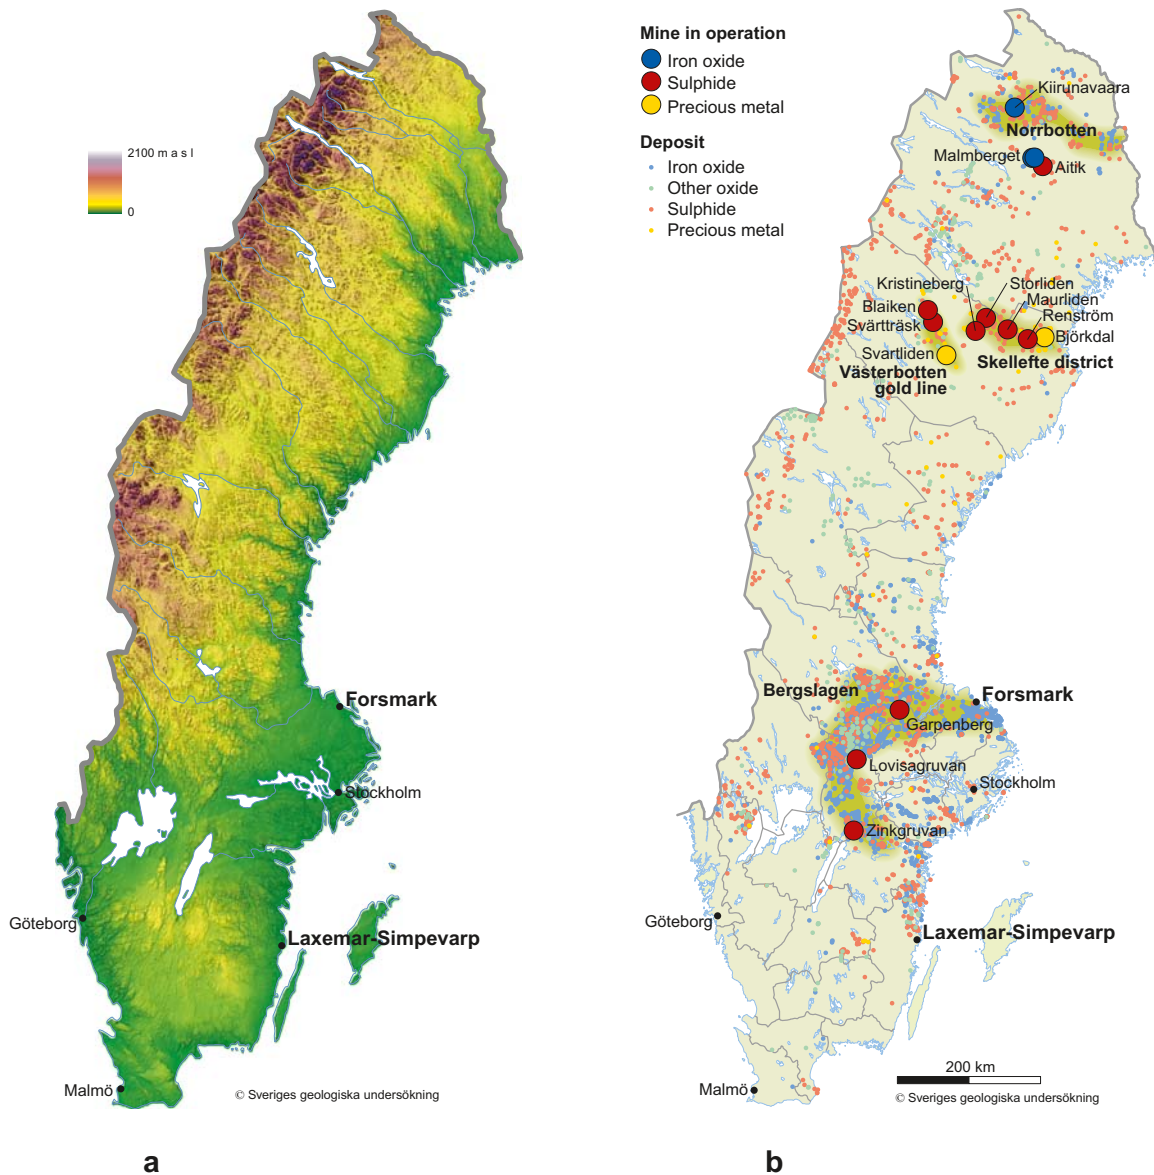 2100 m a s l
0
Forsmark
Stockholm
Göteborg
Laxemar-Simpevarp
Malmö
© Sveriges geologiska undersökning
a
Mine in operation
Iron oxide
Sulphide
Precious metal
Deposit
Iron oxide
Other oxide
Sulphide
Precious metal
Kiirunavaara
Norrbotten
Malmberget
Aitik
Kristineberg
Storliden
Maurliden
Renström
Björkdal
Blaiken
Svärtträsk
Svartliden
Västerbotten
gold line
Skellefte district
Bergslagen
Forsmark
Garpenberg
Lovisagruvan
Stockholm
Zinkgruvan
Göteborg
Laxemar-Simpevarp
200 km
Malmö
© Sveriges geologiska undersökning
b